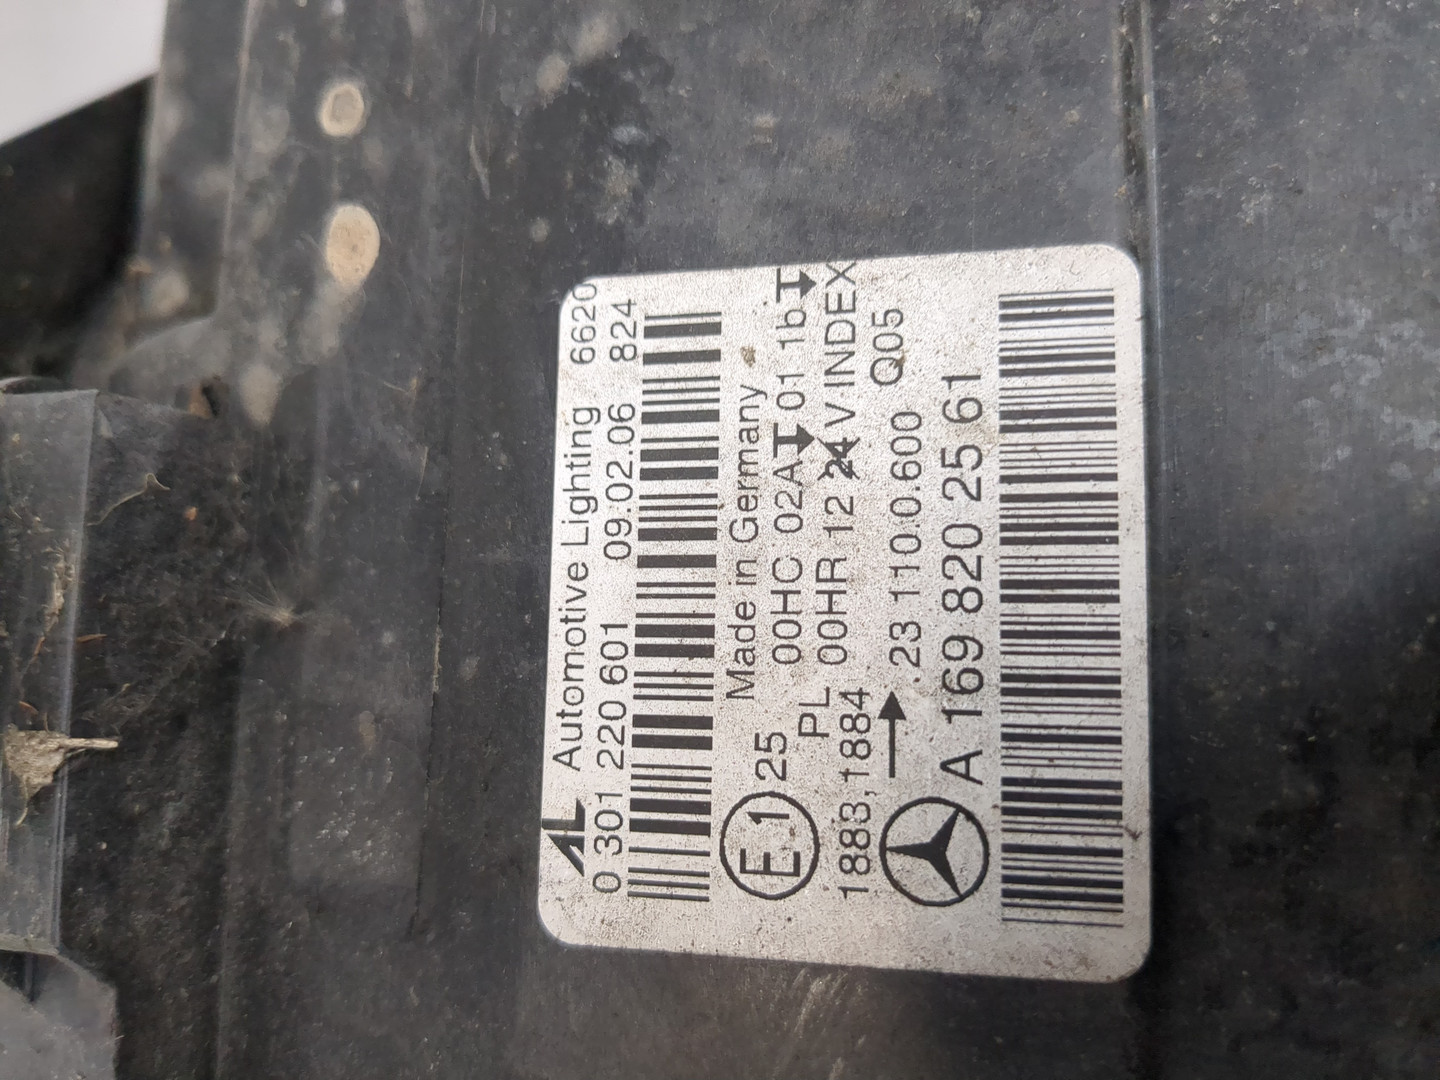 AL Automotive Lighting 6620
0 301 220 601 09.02.06 824
Made in Germany
E1 25 00HC 02A 01 1b
PL 00HR 12 24 V INDEX
1883,1884 Q05
→ .23 110.0.600
A 169 820 25 61